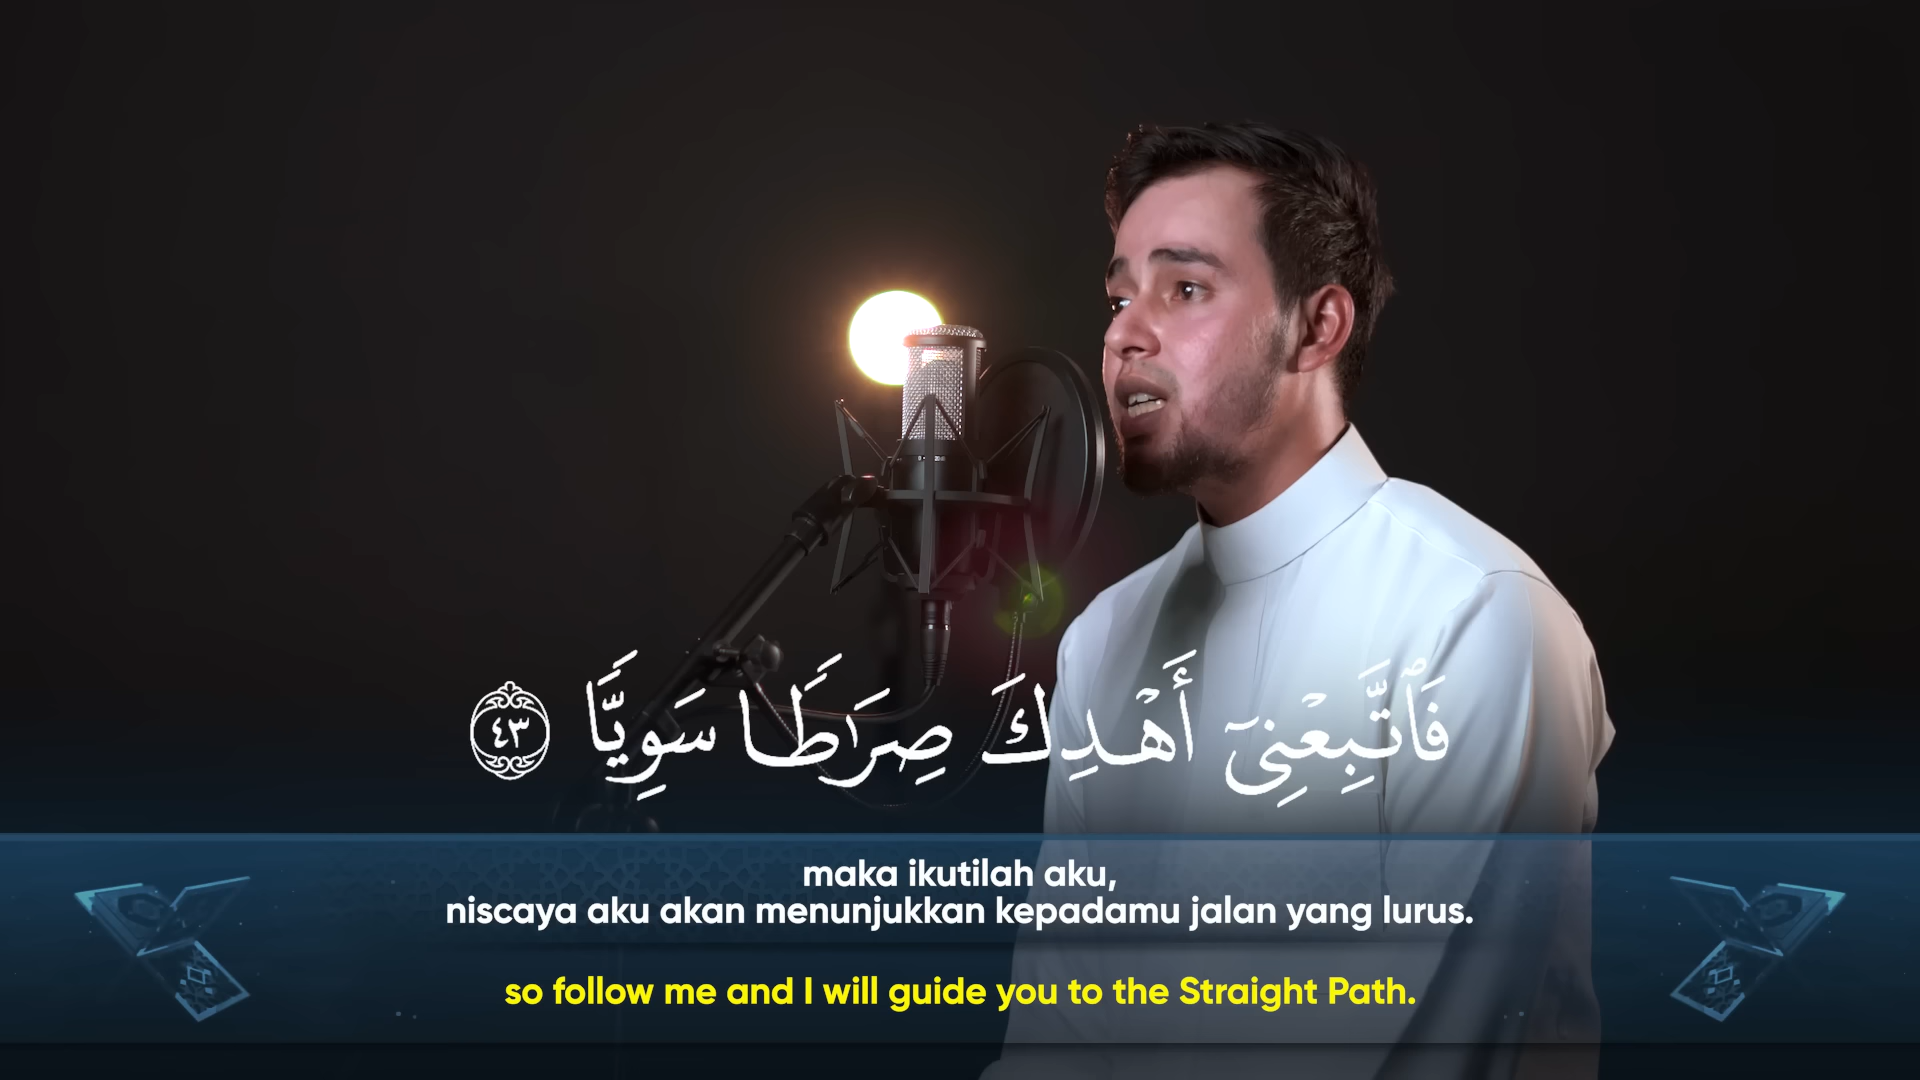 فَٱتَّبِعْنِىٓ أَهْدِكَ صِرَٰطًا سَوِيًّا ٤٣
maka ikutilah aku,
niscaya aku akan menunjukkan kepadamu jalan yang lurus.
so follow me and I will guide you to the Straight Path.